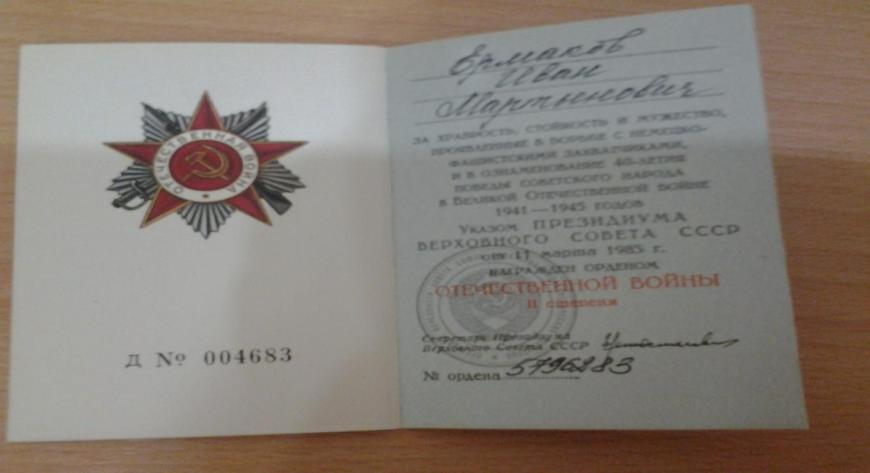 ОТЕЧЕСТВЕННАЯ ВОЙНА
Д № 004683
Ермаков
Иван
Мартынович
ЗА ХРАБРОСТЬ, СТОЙКОСТЬ И МУЖЕСТВО,
ПРОЯВЛЕННЫЕ В БОРЬБЕ С НЕМЕЦКО-
ФАШИСТСКИМИ ЗАХВАТЧИКАМИ,
И В ОЗНАМЕНОВАНИЕ 40-ЛЕТИЯ
ПОБЕДЫ СОВЕТСКОГО НАРОДА
В ВЕЛИКОЙ ОТЕЧЕСТВЕННОЙ ВОЙНЕ
1941—1945 ГОДОВ
УКАЗОМ ПРЕЗИДИУМА
ВЕРХОВНОГО СОВЕТА СССР
от 11 марта 1985 г.
НАГРАЖДЕН ОРДЕНОМ
ОТЕЧЕСТВЕННОЙ ВОЙНЫ
II степени
Секретарь Президиума
Верховного Совета СССР
№ ордена 5796283